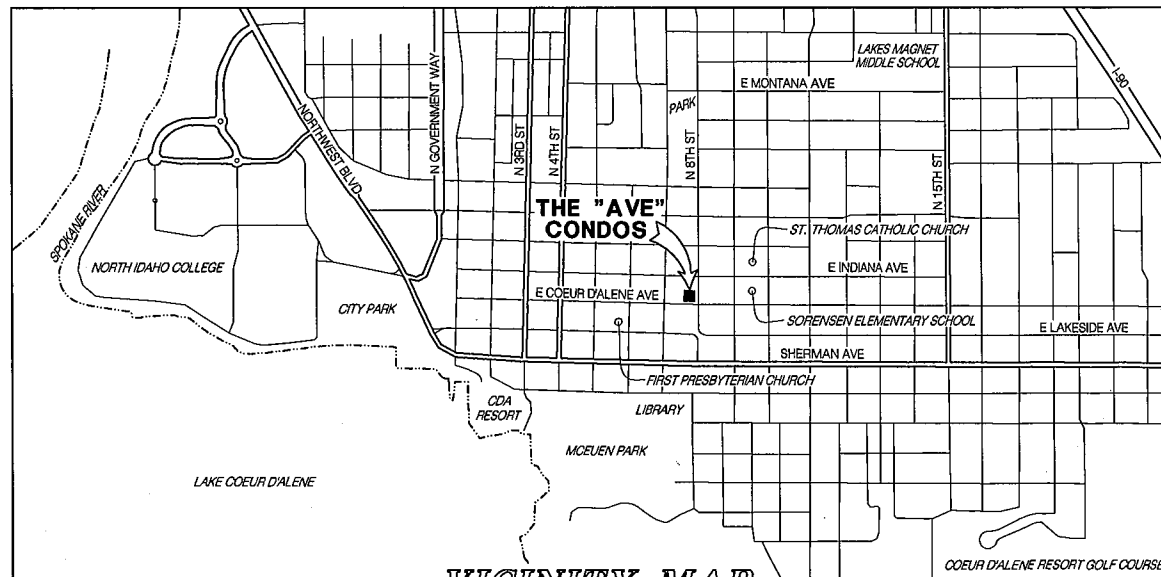 LAKES MAGNET
MIDDLE SCHOOL
E MONTANA AVE
I-90
PARK
NORTHWEST BLVD
N GOVERNMENT WAY
N 3RD ST
N 4TH ST
N 8TH ST
N 15TH ST
THE "AVE"
CONDOS
ST. THOMAS CATHOLIC CHURCH
SPOKANE RIVER
NORTH IDAHO COLLEGE
E INDIANA AVE
E COEUR D'ALENE AVE
CITY PARK
SORENSEN ELEMENTARY SCHOOL
E LAKESIDE AVE
SHERMAN AVE
FIRST PRESBYTERIAN CHURCH
CDA
RESORT
LIBRARY
MCEUEN PARK
LAKE COEUR D'ALENE
COEUR D'ALENE RESORT GOLF COURSE
VICINITY MAP